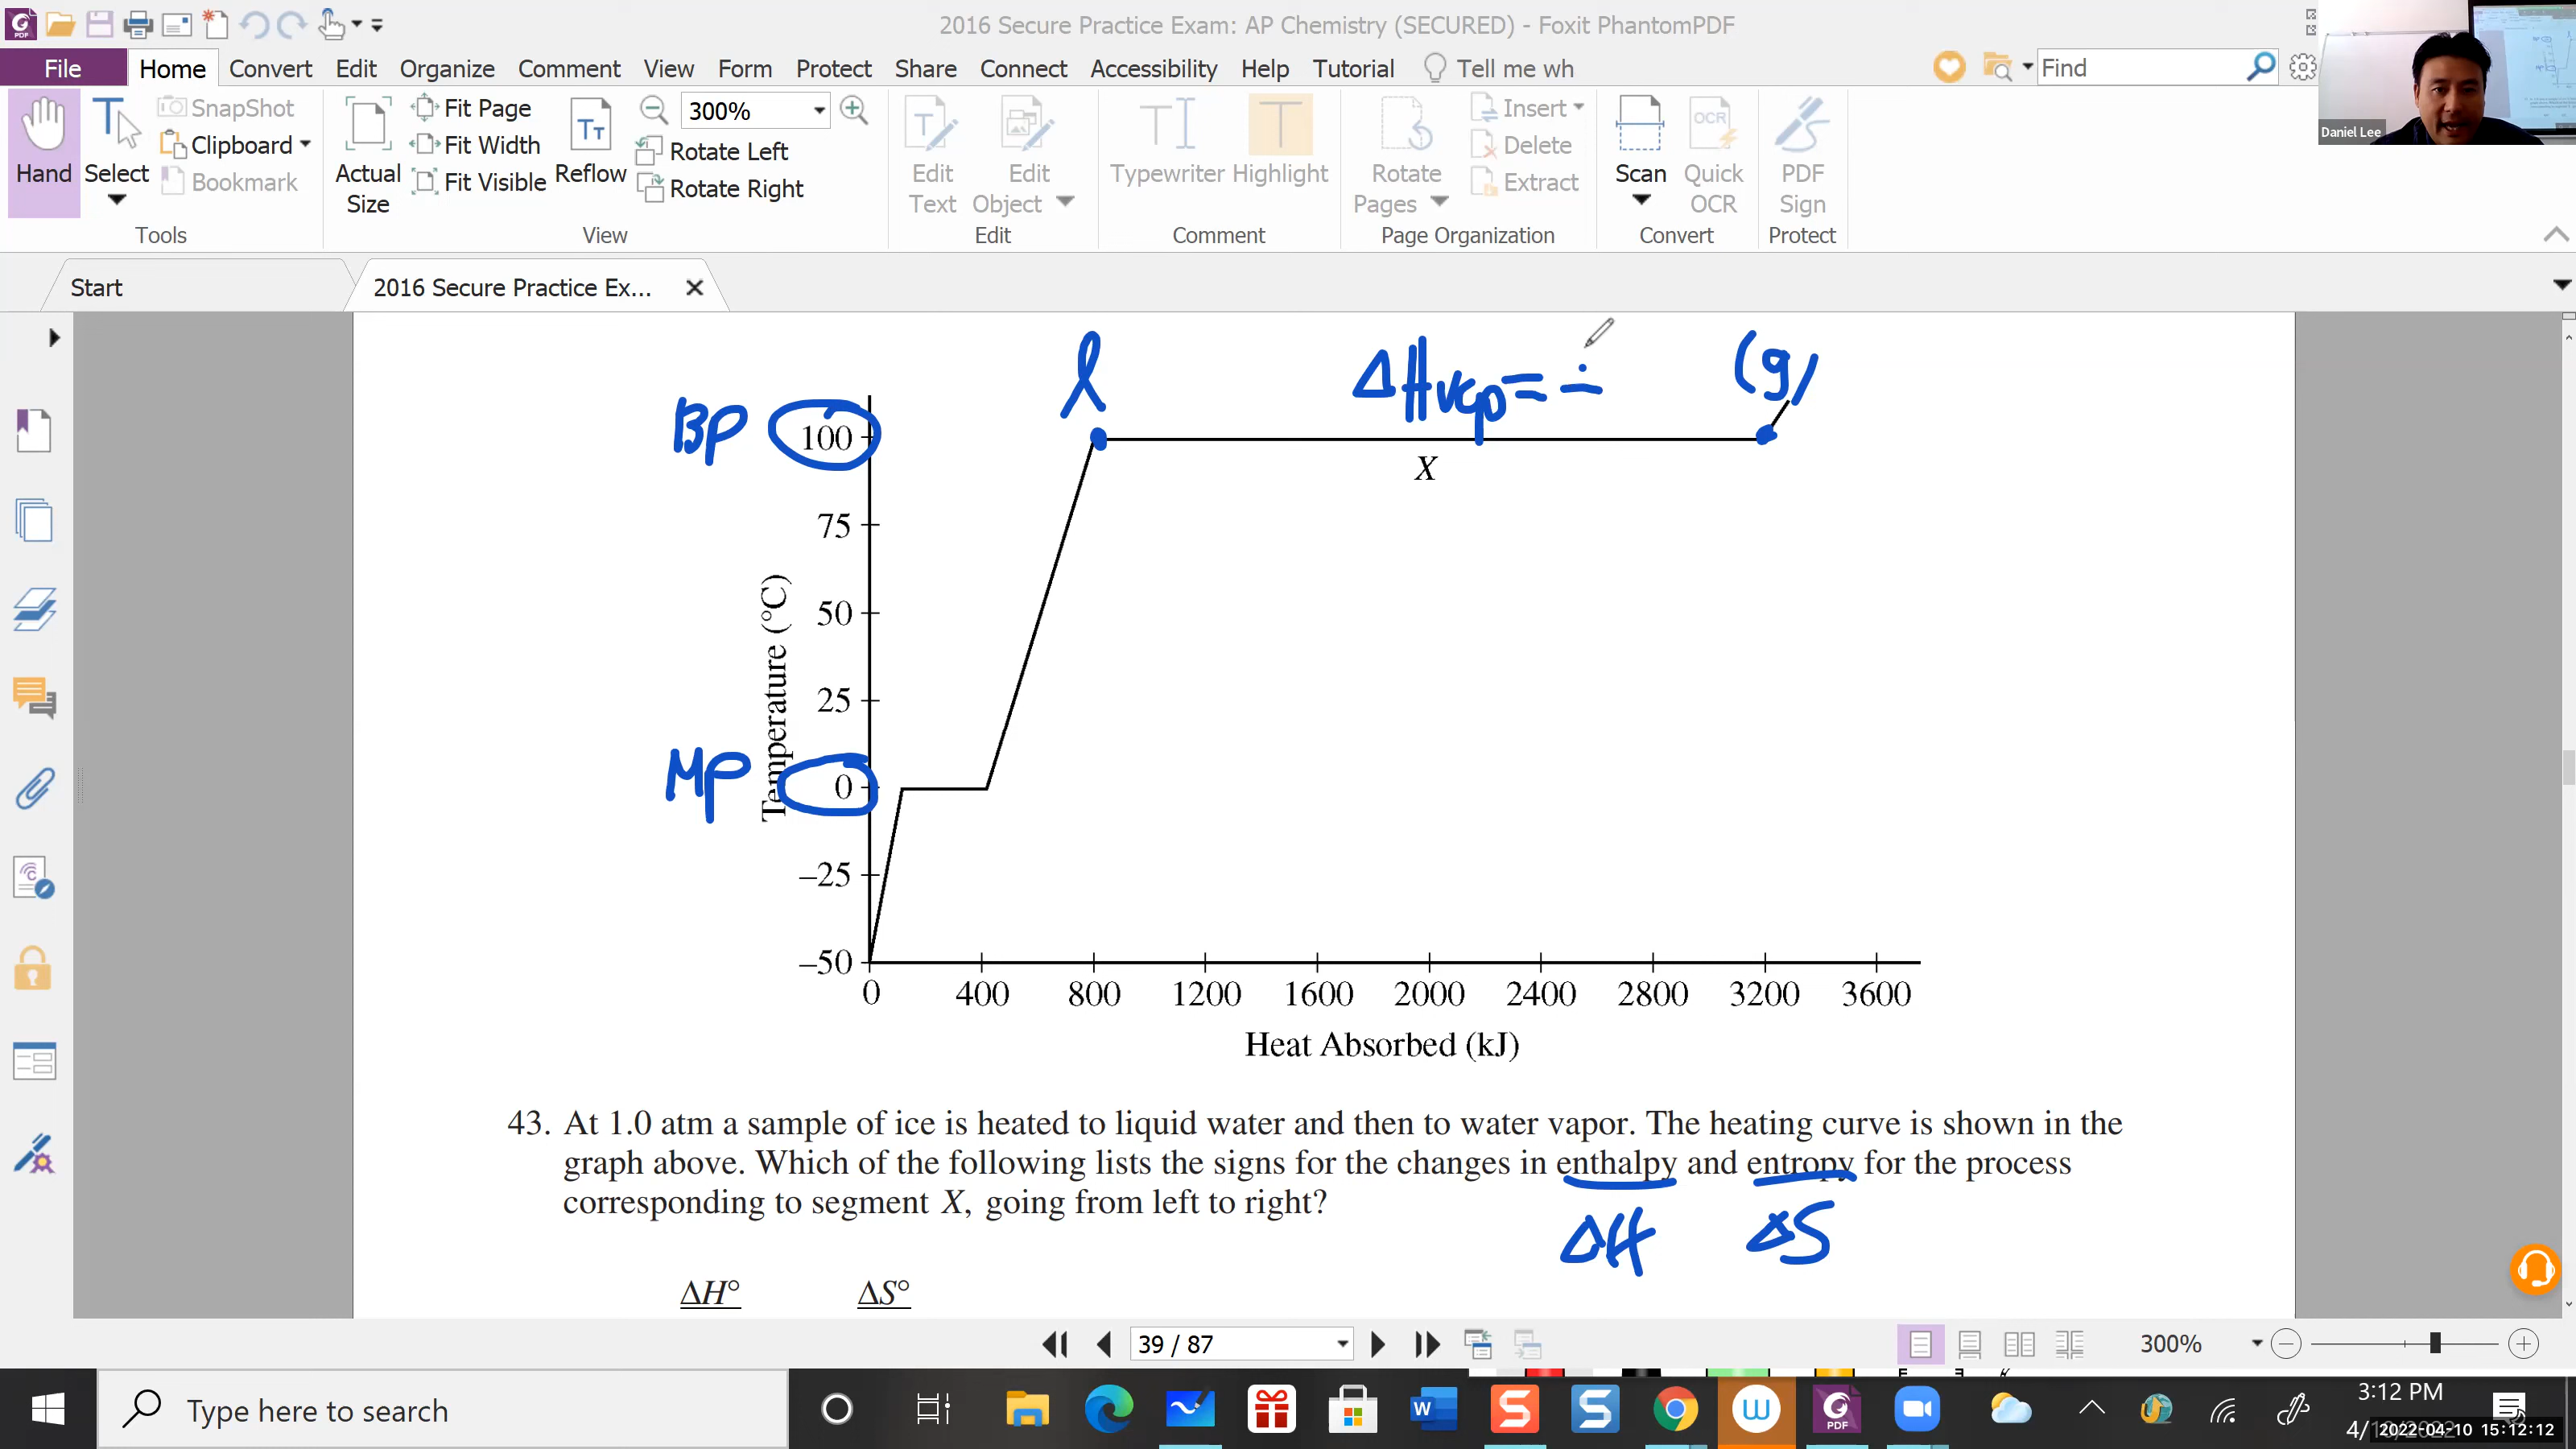 2016 Secure Practice Exam: AP Chemistry (SECURED) - Foxit PhantomPDF
File Home Convert Edit Organize Comment View Form Protect Share Connect Accessibility Help Tutorial Tell me wh Find
Daniel Lee
Hand
Select
SnapShot
Clipboard
Bookmark
Tools
Actual Size
Fit Page
Fit Width
Fit Visible
Reflow
300%
Rotate Left
Rotate Right
View
Edit Text
Edit Object
Edit
Typewriter
Highlight
Comment
Rotate Pages
Insert
Delete
Extract
Page Organization
Scan
Quick OCR
Convert
PDF Sign
Protect
Start
2016 Secure Practice Ex...
l
ΔHvap = +
(g)
BP
100
X
75
50
25
MP
0
-25
-50
Temperature (°C)
0 400 800 1200 1600 2000 2400 2800 3200 3600
Heat Absorbed (kJ)
43. At 1.0 atm a sample of ice is heated to liquid water and then to water vapor. The heating curve is shown in the
graph above. Which of the following lists the signs for the changes in enthalpy and entropy for the process
corresponding to segment X, going from left to right?
ΔH ΔS
ΔH° ΔS°
39 / 87
300%
Type here to search
3:12 PM
2022-04-10 15:12:12